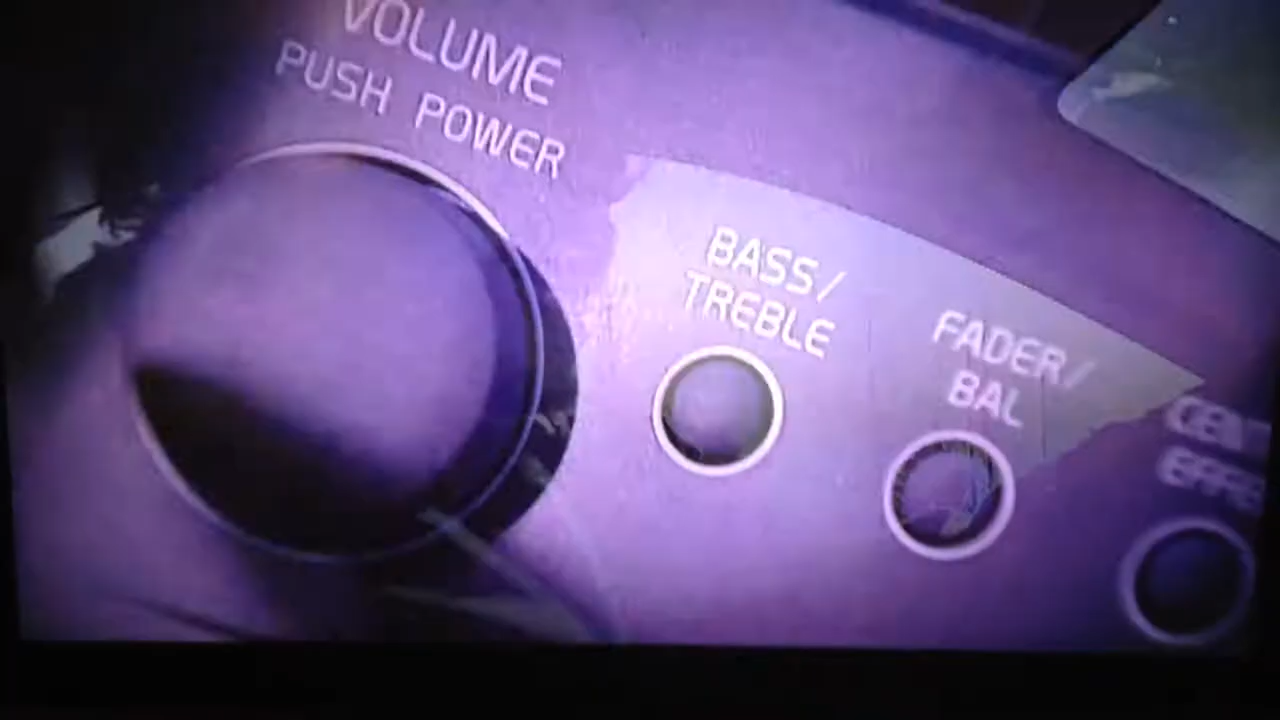 VOLUME
PUSH POWER
BASS/
TREBLE
FADER/
BAL